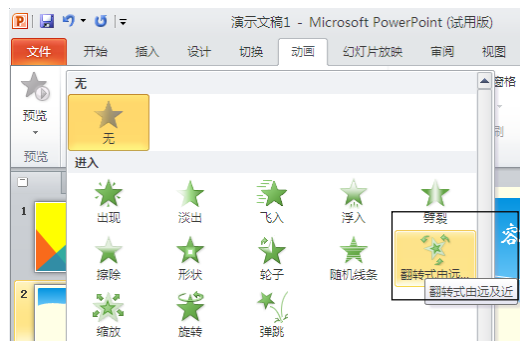 演示文稿1 - Microsoft PowerPoint (试用版)
文件 开始 插入 设计 切换 动画 幻灯片放映 审阅 视图
预览
预览
无
无
进入
出现 淡出 飞入 浮入 劈裂
擦除 形状 轮子 随机线条 翻转式由远...
翻转式由远及近
缩放 旋转 弹跳
窗格
刷
1
2